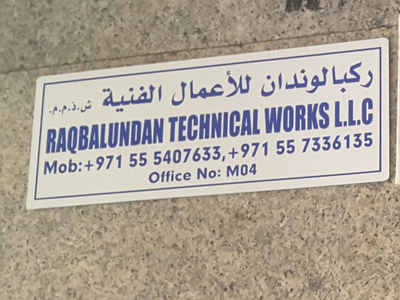 ركبالوندان للأعمال الفنية ش.ذ.م.م.
RAQBALUNDAN TECHNICAL WORKS L.L.C
Mob:+971 55 5407633,+971 55 7336135
Office No: M04